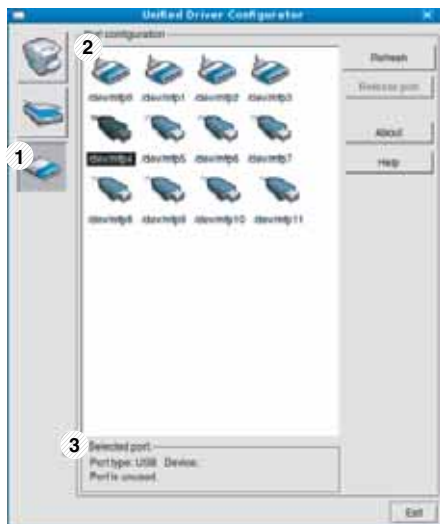 Unified Driver Configurator
2
Port configuration
Refresh
Release port
/dev/mfp0 /dev/mfp1 /dev/mfp2 /dev/mfp3
About
1
/dev/mfp4 /dev/mfp5 /dev/mfp6 /dev/mfp7
Help
/dev/mfp8 /dev/mfp9 /dev/mfp10 /dev/mfp11
3
Selected port:
Port type: USB Device:
Port is unused.
Exit